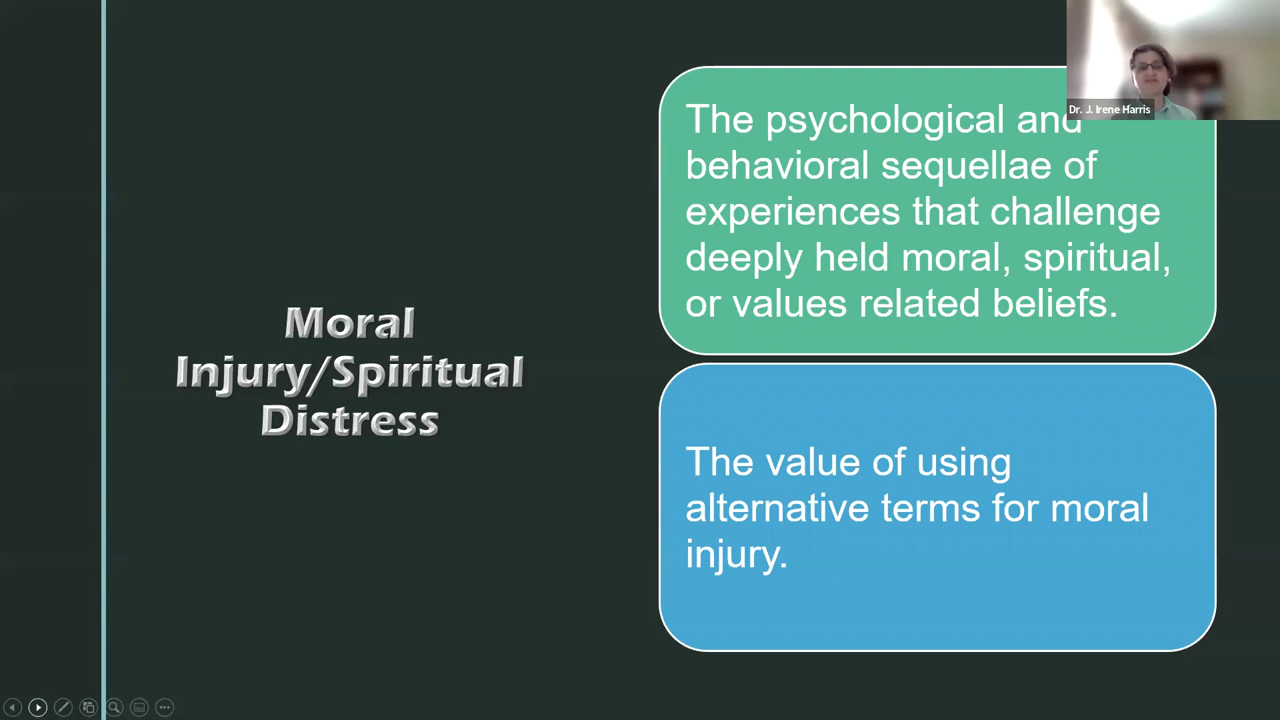 Moral
Injury/Spiritual
Distress
The psychological and
behavioral sequellae of
experiences that challenge
deeply held moral, spiritual,
or values related beliefs.
The value of using
alternative terms for moral
injury.
Dr. J. Irene Harris